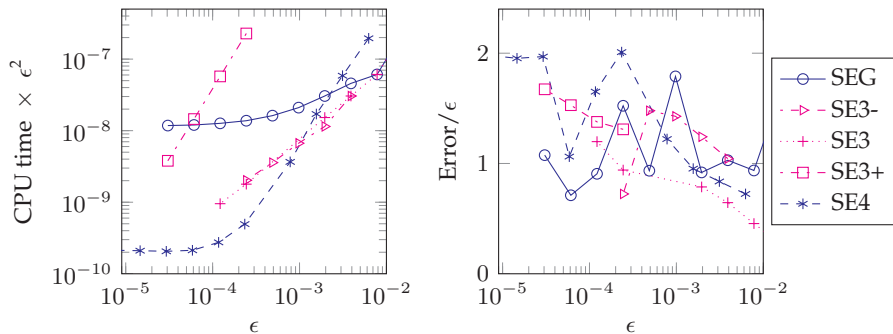 CPU time × ϵ²
10⁻⁷
10⁻⁸
10⁻⁹
10⁻¹⁰
10⁻⁵ 10⁻⁴ 10⁻³ 10⁻²
ϵ
Error/ϵ
2
1
0
10⁻⁵ 10⁻⁴ 10⁻³ 10⁻²
ϵ
SEG
SE3-
SE3
SE3+
SE4